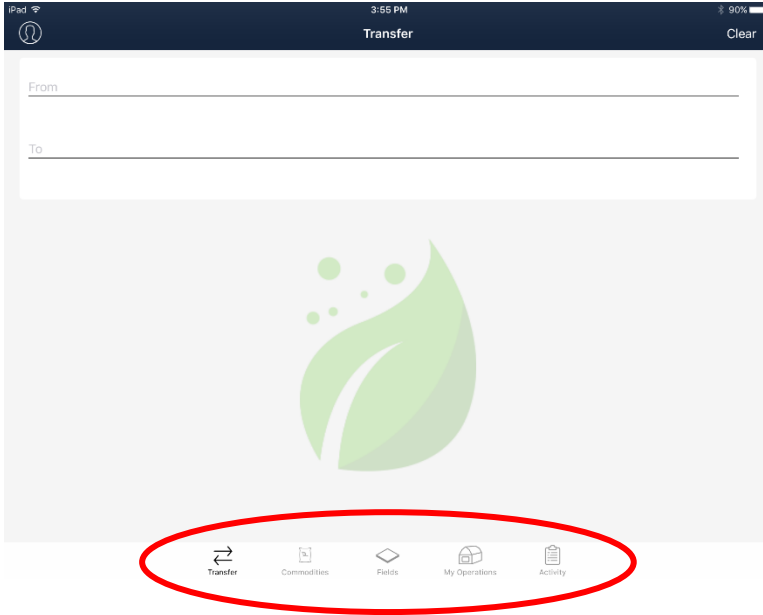 iPad 3:55 PM 90%
Transfer Clear
From
To
Transfer Commodities Fields My Operations Activity